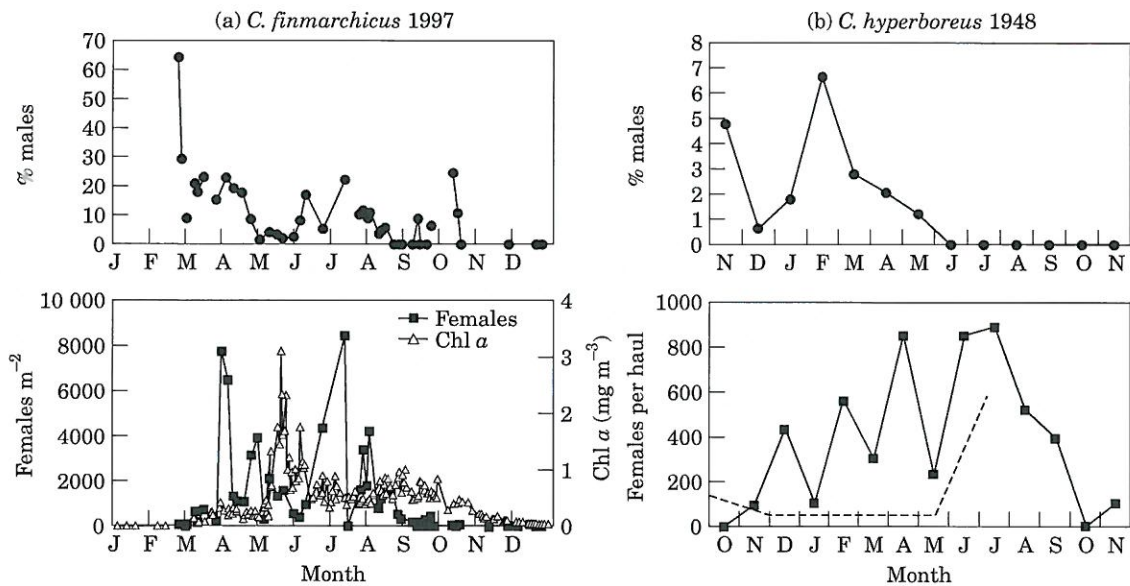 (a) C. finmarchicus 1997
70
60
50
40
30
20
10
0
% males
J F M A M J J A S O N D
(b) C. hyperboreus 1948
8
7
6
5
4
3
2
1
0
% males
N D J F M A M J J A S O N
10 000
8000
6000
4000
2000
0
Females m⁻²
Females
Chl a
4
3
2
1
0
Chl a (mg m⁻³)
J F M A M J J A S O N D
Month
1000
800
600
400
200
0
Females per haul
O N D J F M A M J J A S O N
Month